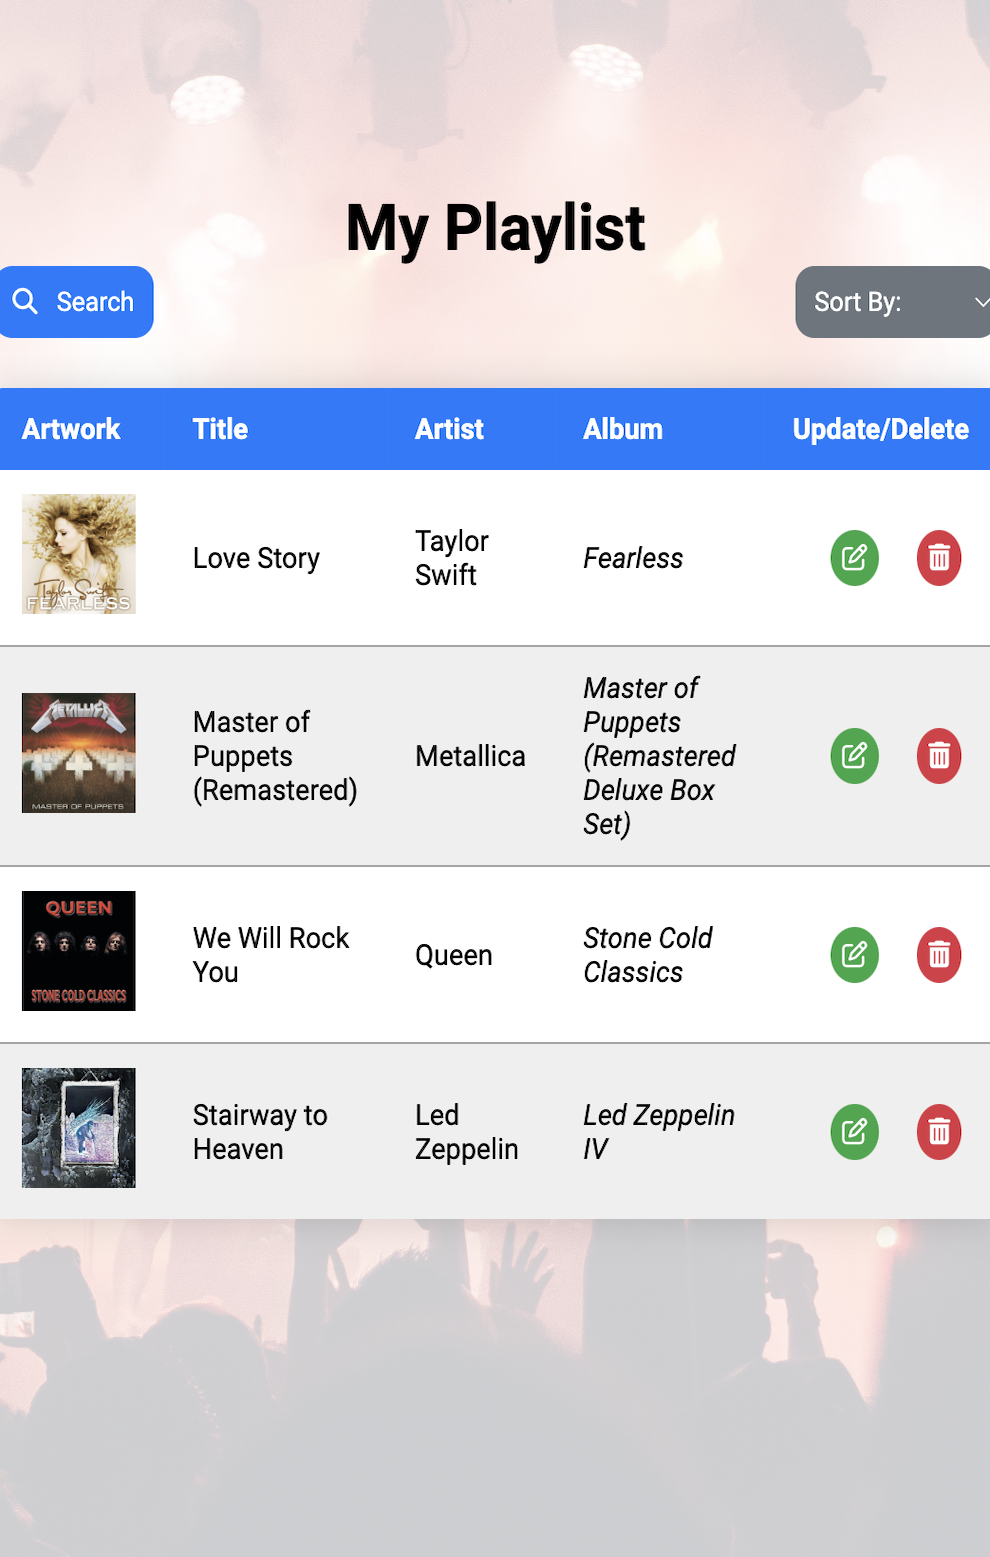 My Playlist
Search
Sort By:
Artwork Title Artist Album Update/Delete
Taylor Swift
FEARLESS
Love Story
Taylor
Swift
Fearless
METALLICA
MASTER OF PUPPETS
Master of
Puppets
(Remastered)
Metallica
Master of
Puppets
(Remastered
Deluxe Box
Set)
QUEEN
STONE COLD CLASSICS
We Will Rock
You
Queen
Stone Cold
Classics
Stairway to
Heaven
Led
Zeppelin
Led Zeppelin
IV